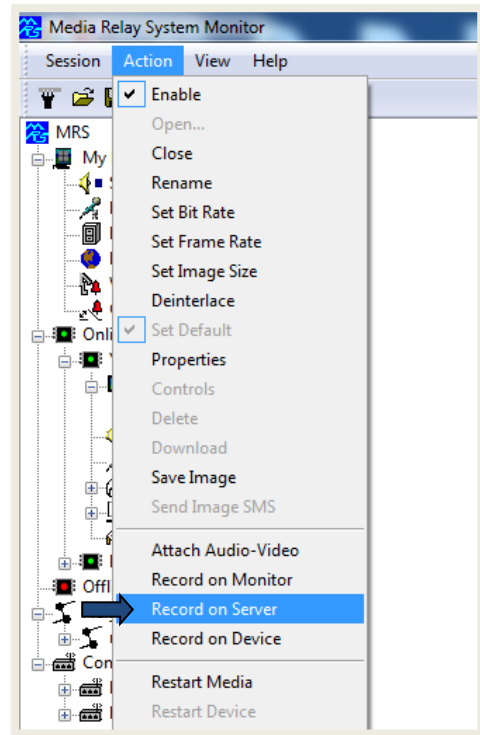 Media Relay System Monitor
Session Action View Help
Enable
Open...
MRS
Close
My
Rename
Set Bit Rate
Set Frame Rate
Set Image Size
Deinterlace
Onli
Set Default
Properties
Controls
Delete
Download
Save Image
Send Image SMS
Attach Audio-Video
Record on Monitor
Offl
Record on Server
Record on Device
Con
Restart Media
Restart Device